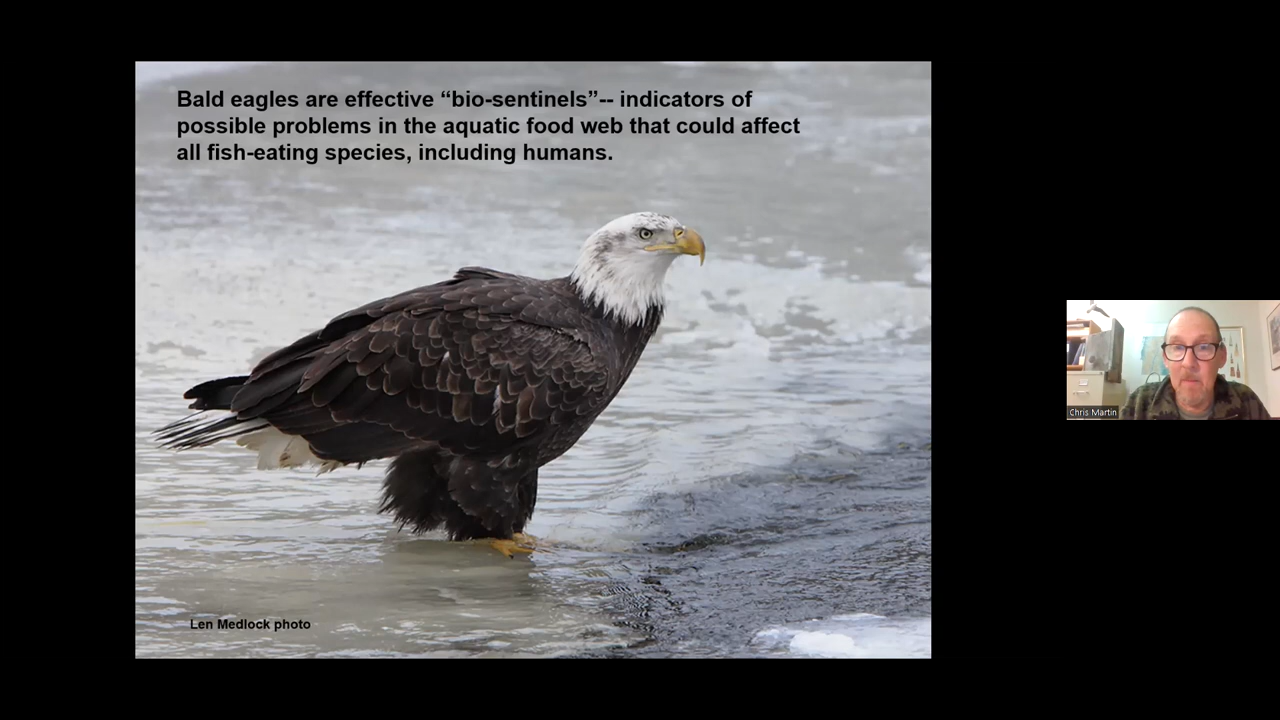 Bald eagles are effective “bio-sentinels”-- indicators of
possible problems in the aquatic food web that could affect
all fish-eating species, including humans.
Len Medlock photo
Chris Martin